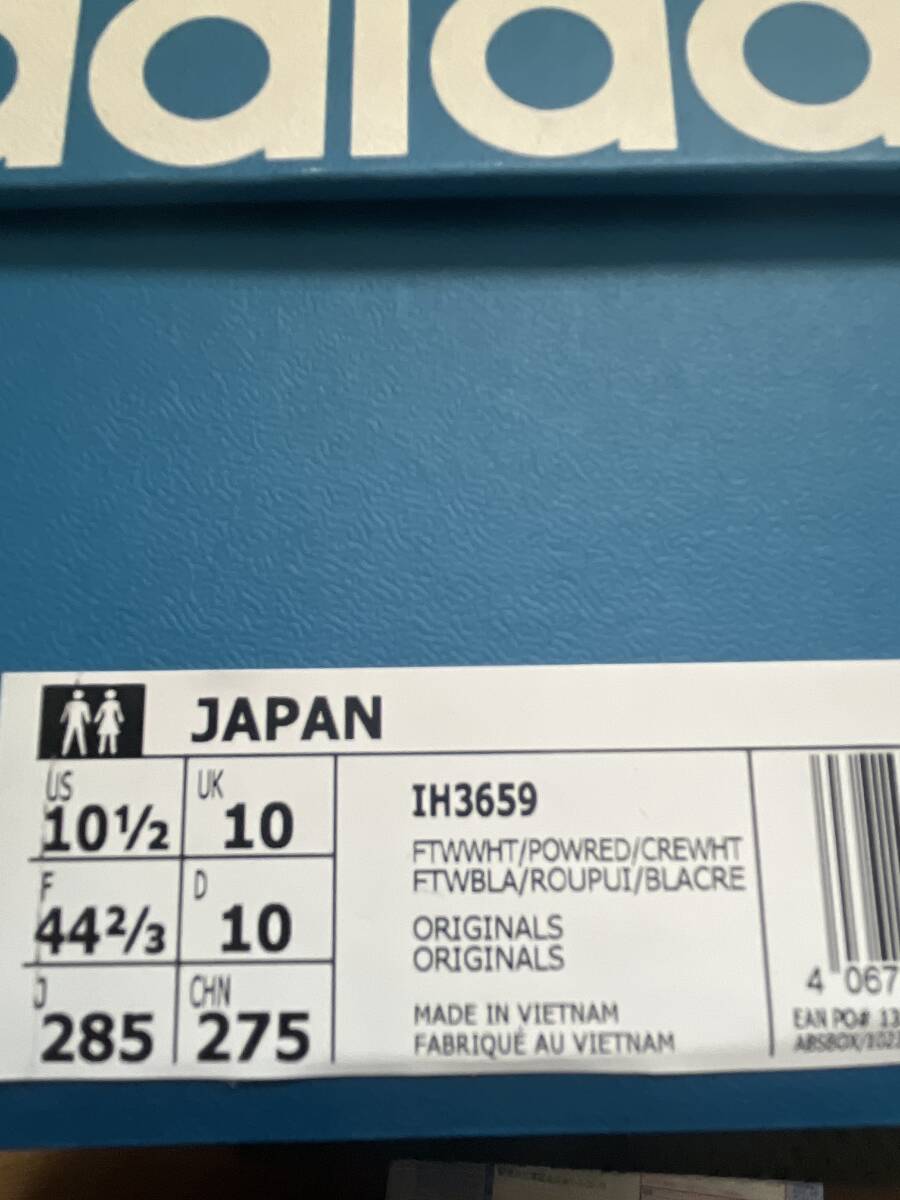 adidas
JAPAN
US
10½
UK
10
F
44⅔
D
10
J
285
CHN
275
IH3659
FTWWHT/POWRED/CREWHT
FTWBLA/ROUPUI/BLACRE
ORIGINALS
ORIGINALS
MADE IN VIETNAM
FABRIQUÉ AU VIETNAM
4 067
EAN PO# 13